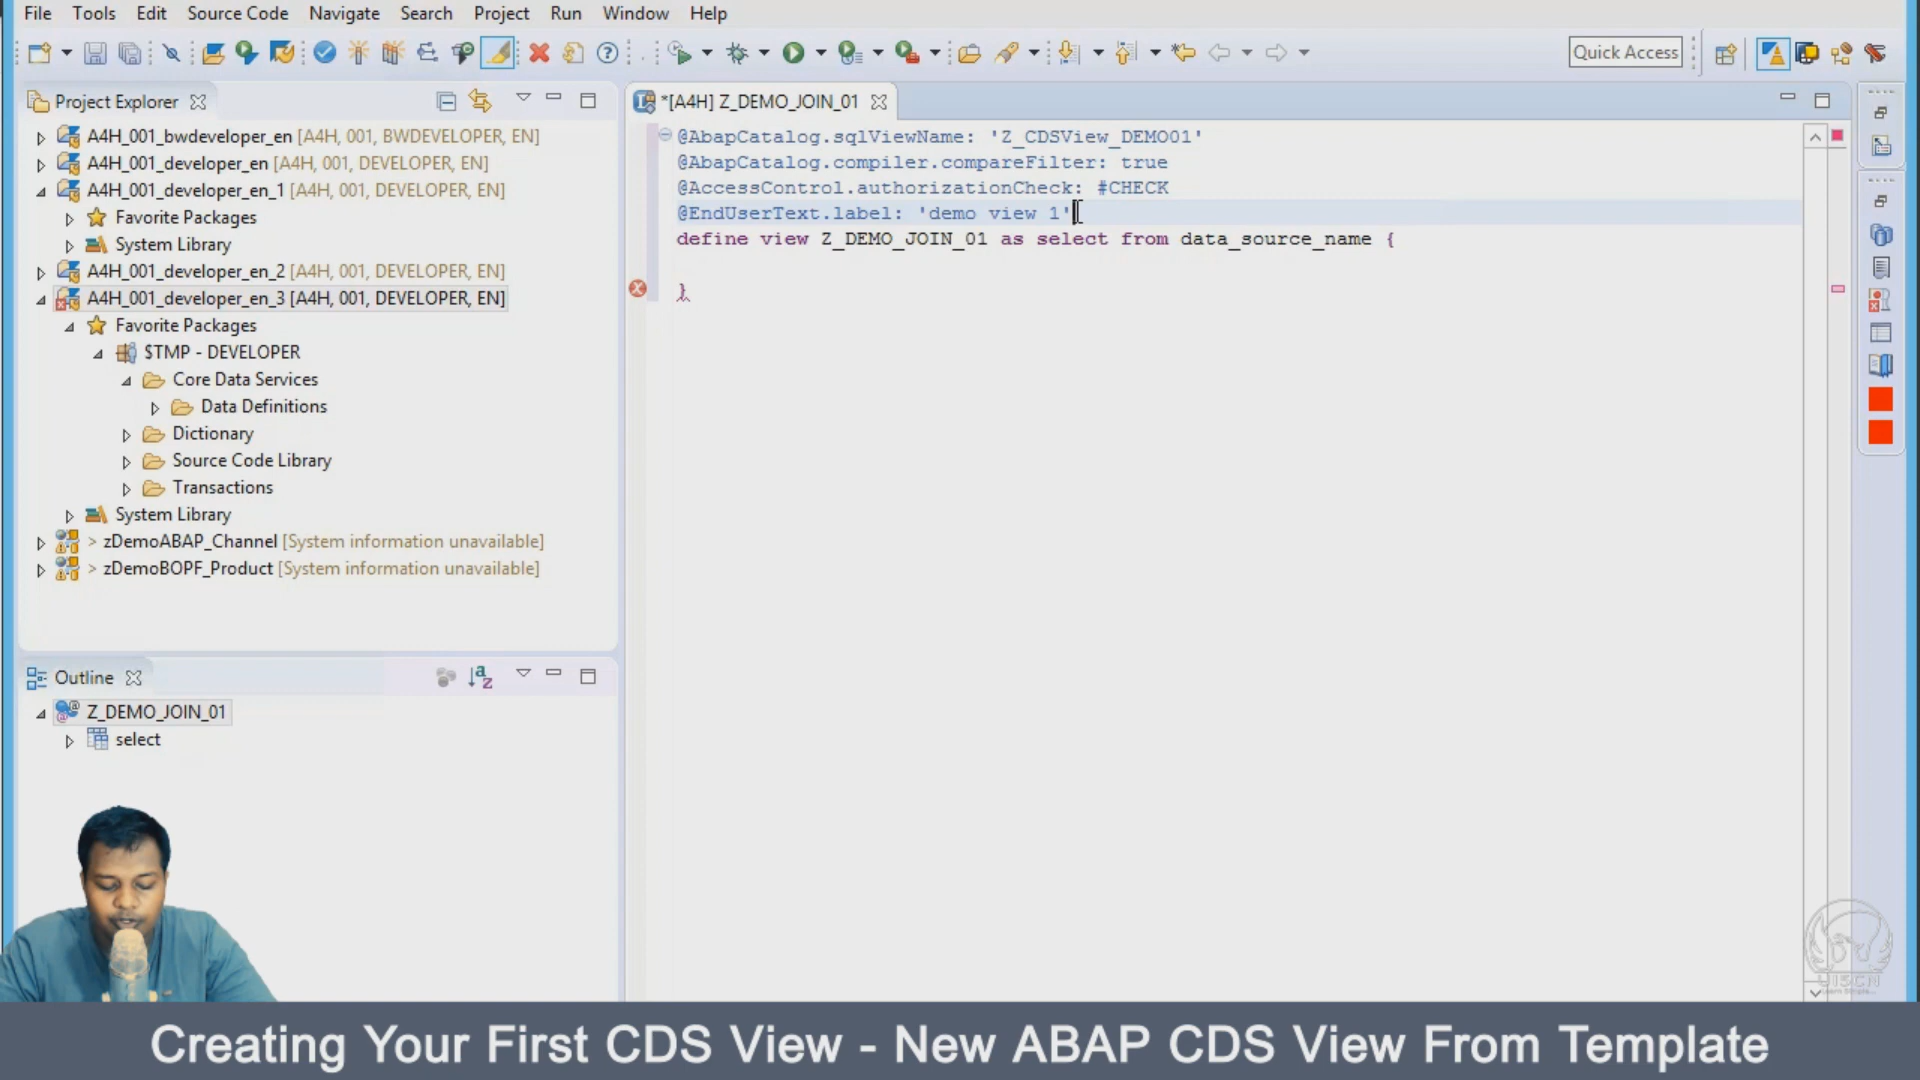 File Tools Edit Source Code Navigate Search Project Run Window Help
Quick Access
Project Explorer
A4H_001_bwdeveloper_en [A4H, 001, BWDEVELOPER, EN]
A4H_001_developer_en [A4H, 001, DEVELOPER, EN]
A4H_001_developer_en_1 [A4H, 001, DEVELOPER, EN]
Favorite Packages
System Library
A4H_001_developer_en_2 [A4H, 001, DEVELOPER, EN]
A4H_001_developer_en_3 [A4H, 001, DEVELOPER, EN]
Favorite Packages
$TMP - DEVELOPER
Core Data Services
Data Definitions
Dictionary
Source Code Library
Transactions
System Library
> zDemoABAP_Channel [System information unavailable]
> zDemoBOPF_Product [System information unavailable]
Outline
Z_DEMO_JOIN_01
select
*[A4H] Z_DEMO_JOIN_01
@AbapCatalog.sqlViewName: 'Z_CDSView_DEMO01'
@AbapCatalog.compiler.compareFilter: true
@AccessControl.authorizationCheck: #CHECK
@EndUserText.label: 'demo view 1'
define view Z_DEMO_JOIN_01 as select from data_source_name {
}
UI5CN
Creating Your First CDS View - New ABAP CDS View From Template